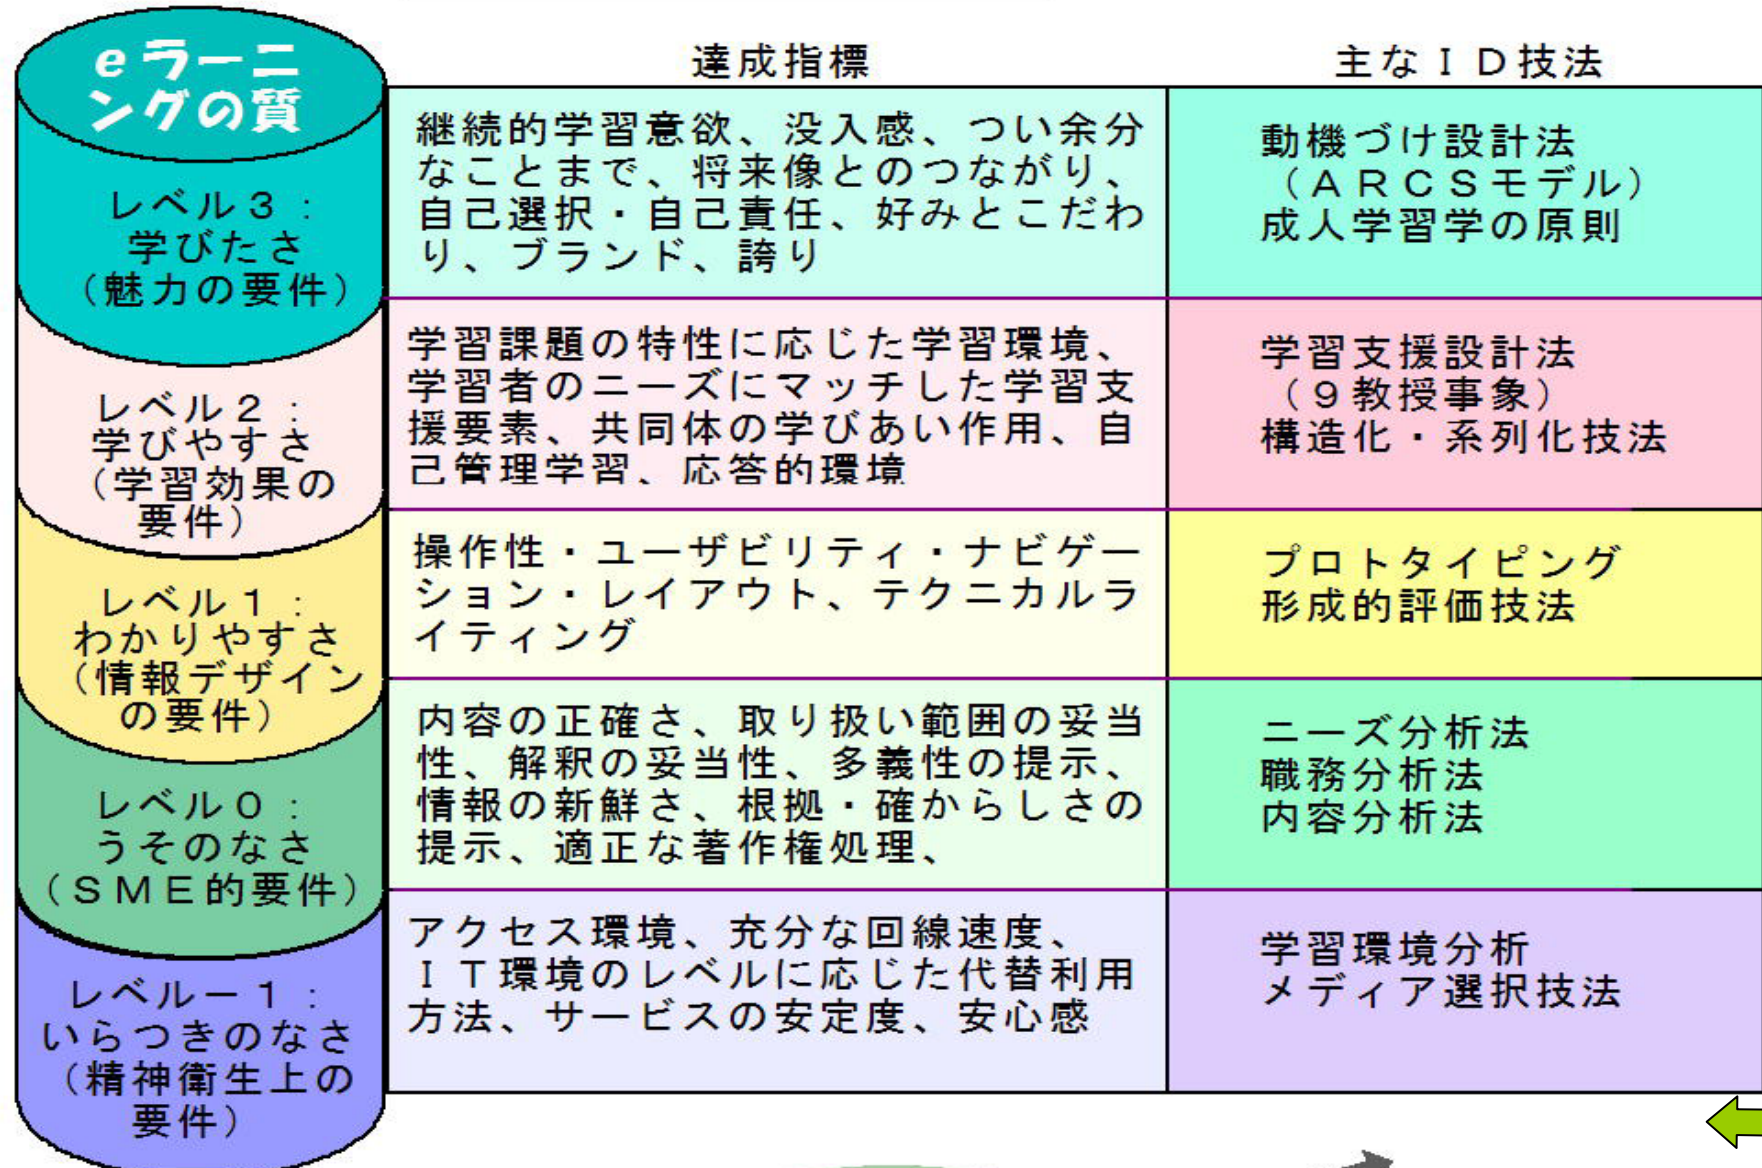 eラーニ
ングの質
達成指標
主なＩＤ技法
レベル３：
学びたさ
（魅力の要件）
継続的学習意欲、没入感、つい余分
なことまで、将来像とのつながり、
自己選択・自己責任、好みとこだわ
り、ブランド、誇り
動機づけ設計法
（ＡＲＣＳモデル）
成人学習学の原則
レベル２：
学びやすさ
（学習効果の
要件）
学習課題の特性に応じた学習環境、
学習者のニーズにマッチした学習支
援要素、共同体の学びあい作用、自
己管理学習、応答的環境
学習支援設計法
（９教授事象）
構造化・系列化技法
レベル１：
わかりやすさ
（情報デザイン
の要件）
操作性・ユーザビリティ・ナビゲー
ション・レイアウト、テクニカルラ
イティング
プロトタイピング
形成的評価技法
レベル０：
うそのなさ
（ＳＭＥ的要件）
内容の正確さ、取り扱い範囲の妥当
性、解釈の妥当性、多義性の提示、
情報の新鮮さ、根拠・確からしさの
提示、適正な著作権処理、
ニーズ分析法
職務分析法
内容分析法
レベルー１：
いらつきのなさ
（精神衛生上の
要件）
アクセス環境、充分な回線速度、
ＩＴ環境のレベルに応じた代替利用
方法、サービスの安定度、安心感
学習環境分析
メディア選択技法